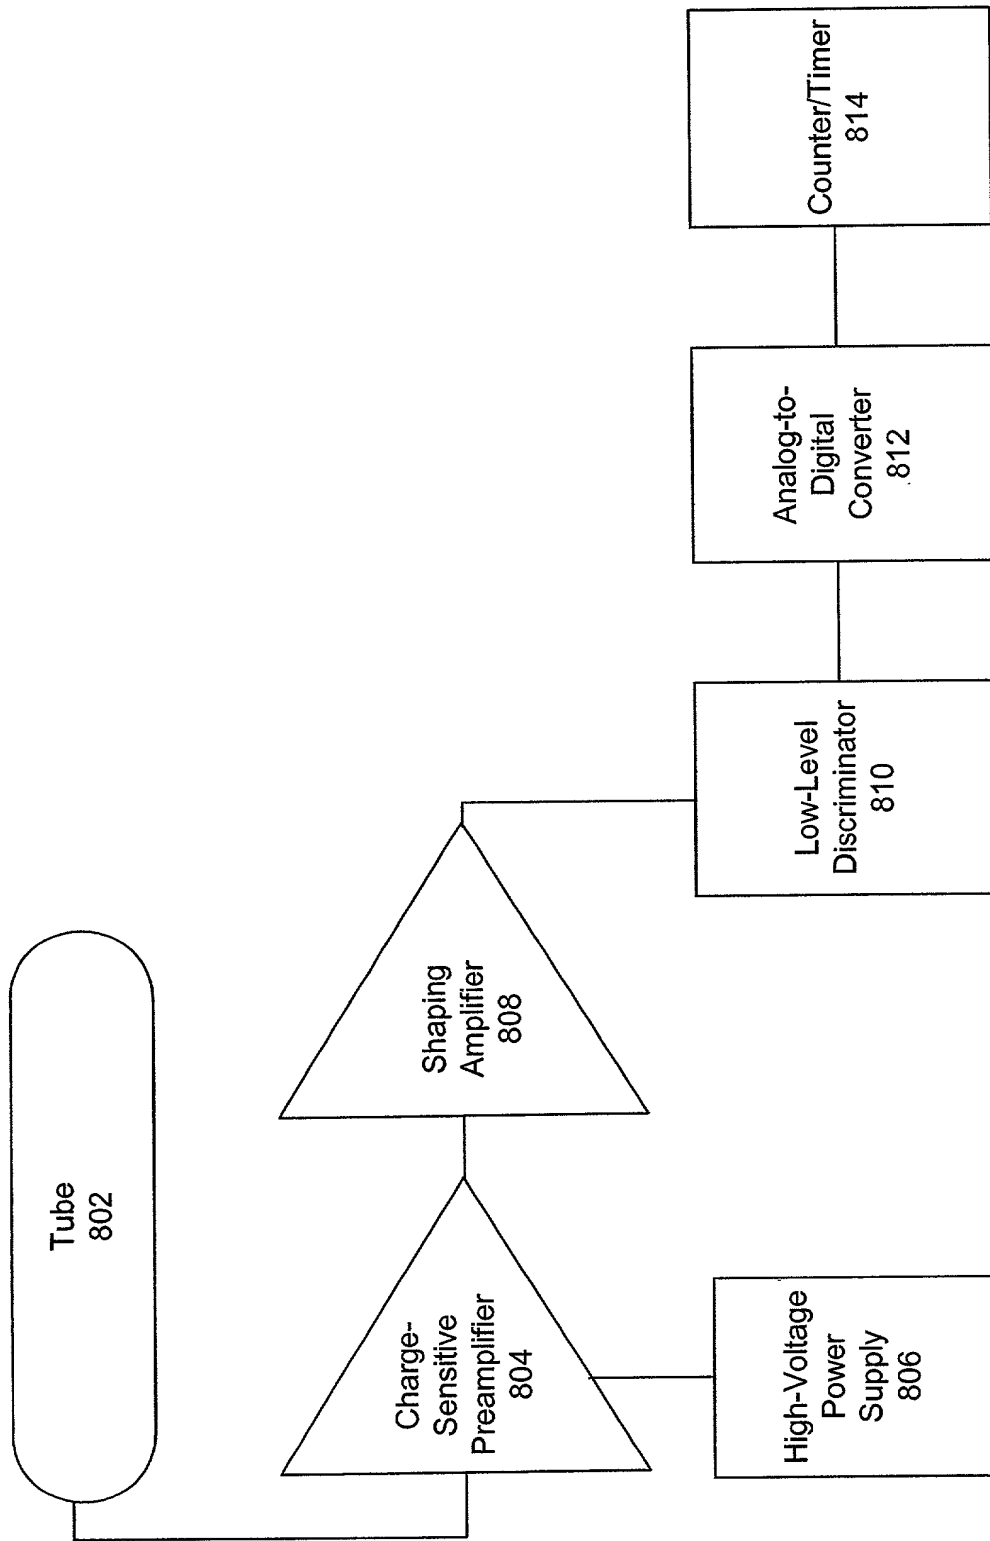 Tube
802
Charge-
Sensitive
Preamplifier
804
High-Voltage
Power
Supply
806
Shaping
Amplifier
808
Low-Level
Discriminator
810
Analog-to-
Digital
Converter
.812
Counter/Timer
814